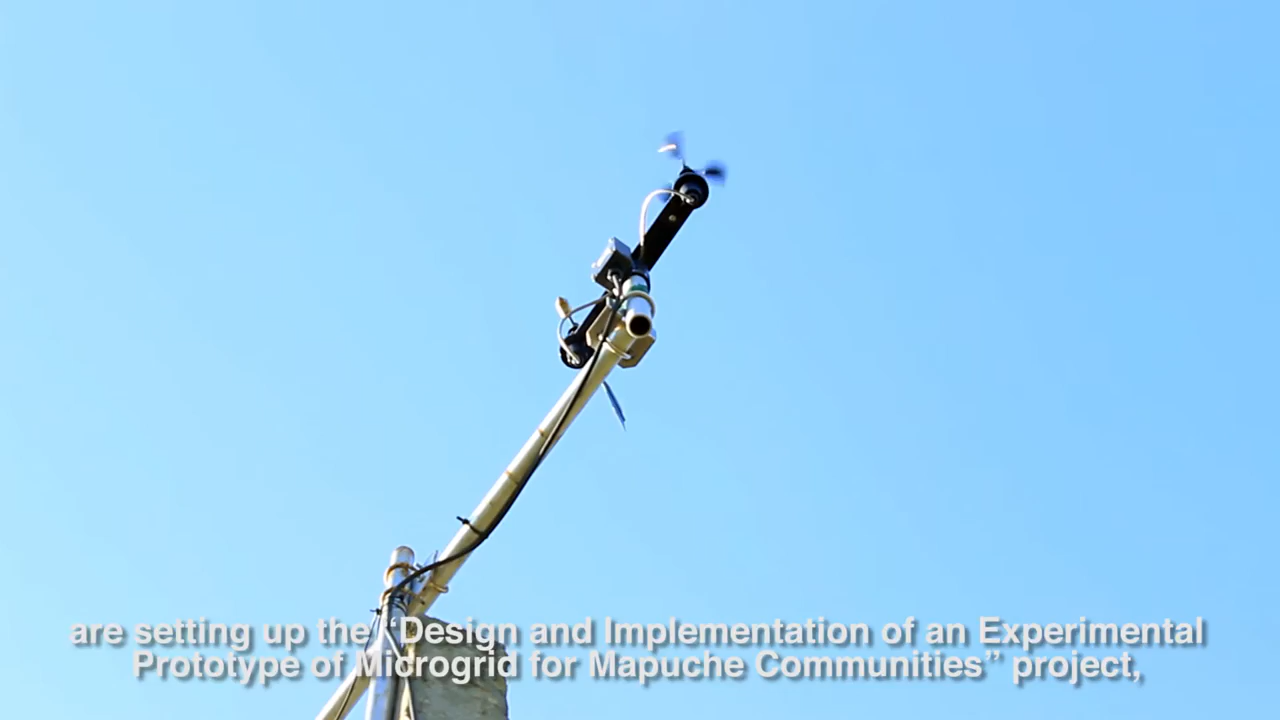 are setting up the “Design and Implementation of an Experimental
Prototype of Microgrid for Mapuche Communities” project,